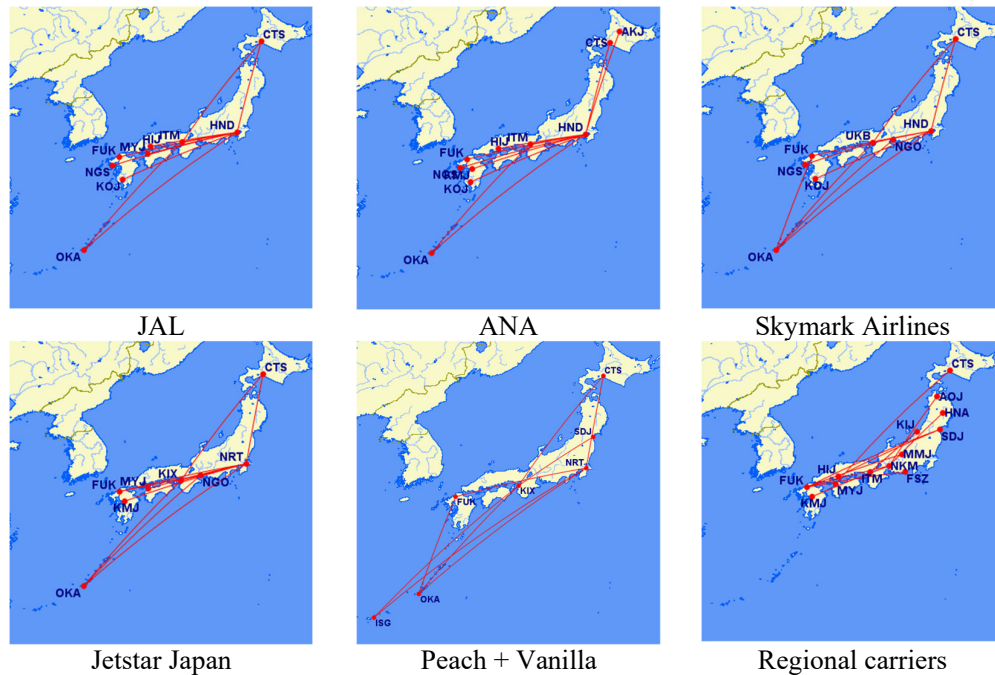 CTS
HND
HIJ ITM
FUK MYJ
NGS
KOJ
OKA
JAL
AKJ
CTS
HND
HIJ ITM
FUK
NGS KMJ
KOJ
OKA
ANA
CTS
HND
UKB
NGO
FUK
NGS
KOJ
OKA
Skymark Airlines
CTS
NRT
KIX
FUK MYJ NGO
KMJ
OKA
Jetstar Japan
CTS
SDJ
NRT
KIX
FUK
OKA
ISG
Peach + Vanilla
CTS
AOJ
HNA
KIJ
SDJ
MMJ
HIJ NKM
FUK ITM FSZ
MYJ
KMJ
Regional carriers